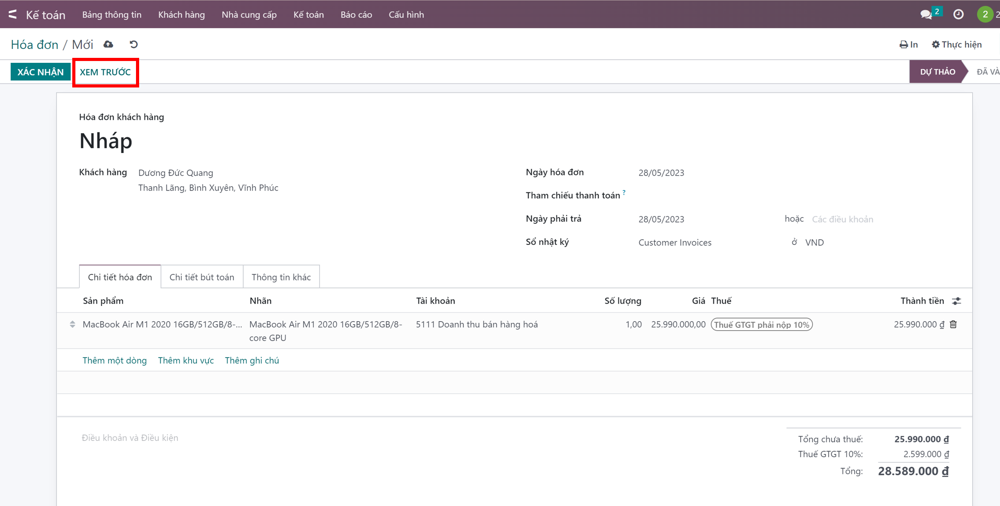 Kế toán Bảng thông tin Khách hàng Nhà cung cấp Kế toán Báo cáo Cấu hình 2 2 2
Hóa đơn / Mới In Thực hiện
XÁC NHẬN XEM TRƯỚC DỰ THẢO ĐÃ VÀ
Hóa đơn khách hàng
Nháp
Khách hàng Dương Đức Quang Ngày hóa đơn 28/05/2023
Thanh Lãng, Bình Xuyên, Vĩnh Phúc
Tham chiếu thanh toán ?
Ngày phải trả 28/05/2023 hoặc Các điều khoản
Sổ nhật ký Customer Invoices ở VND
Chi tiết hóa đơn Chi tiết bút toán Thông tin khác
Sản phẩm Nhãn Tài khoản Số lượng Giá Thuế Thành tiền
MacBook Air M1 2020 16GB/512GB/8-... MacBook Air M1 2020 16GB/512GB/8- 5111 Doanh thu bán hàng hoá 1,00 25.990.000,00 Thuế GTGT phải nộp 10% 25.990.000 ₫
core GPU
Thêm một dòng Thêm khu vực Thêm ghi chú
Điều khoản và Điều kiện Tổng chưa thuế: 25.990.000 ₫
Thuế GTGT 10%: 2.599.000 ₫
Tổng: 28.589.000 ₫